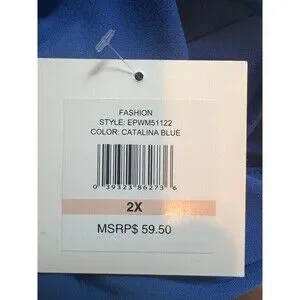 FASHION
STYLE: EPWM51122
COLOR: CATALINA BLUE
0 39323 86273 6
2X
MSRP$ 59.50